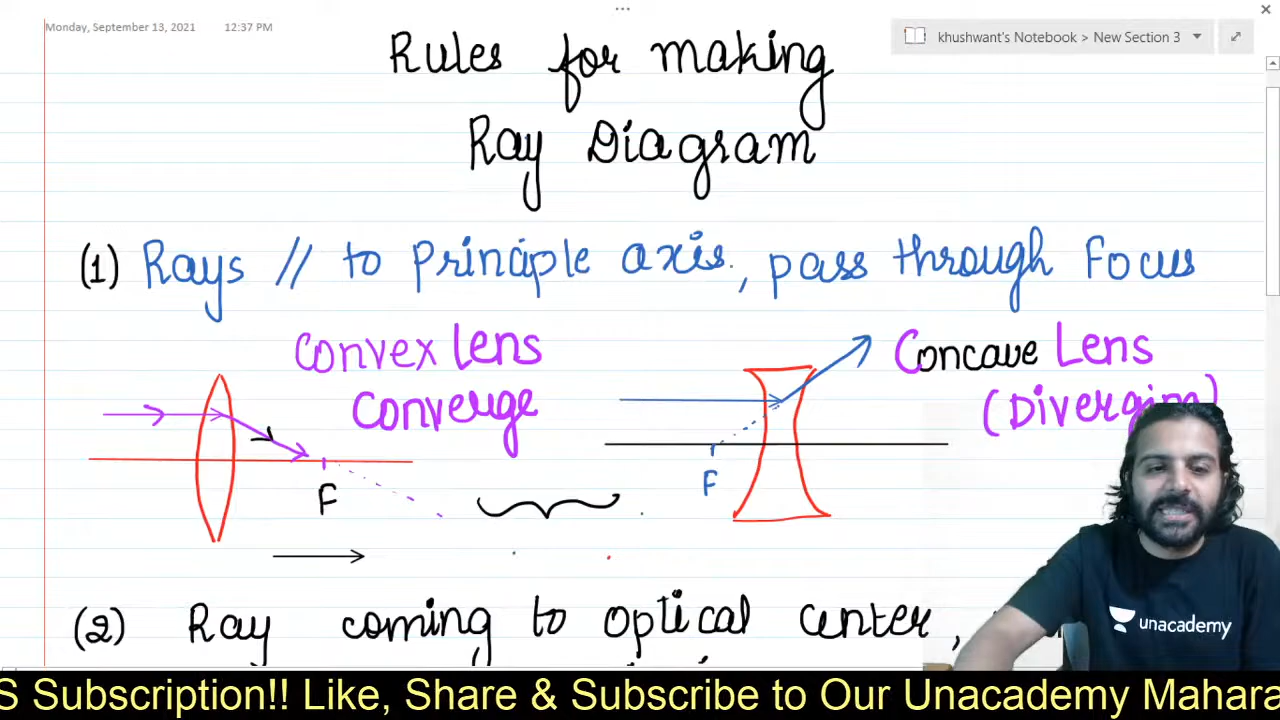 Monday, September 13, 2021 12:37 PM
khushwant's Notebook > New Section 3
Rules for making
Ray Diagram
(1) Rays // to principle axis, pass through Focus
Convex Lens
Converge
Concave Lens
(Diverging)
F
F
(2) Ray coming to optical center,
unacademy
S Subscription!! Like, Share & Subscribe to Our Unacademy Mahara